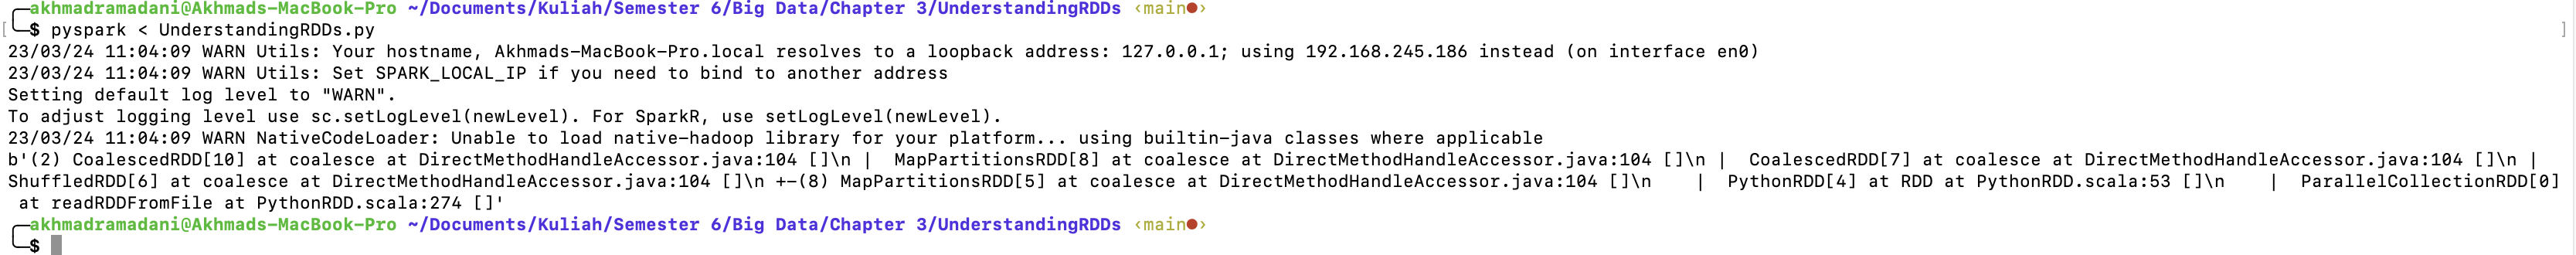 akhmadramadani@Akhmads-MacBook-Pro ~/Documents/Kuliah/Semester 6/Big Data/Chapter 3/UnderstandingRDDs ‹main●›
$ pyspark < UnderstandingRDDs.py
23/03/24 11:04:09 WARN Utils: Your hostname, Akhmads-MacBook-Pro.local resolves to a loopback address: 127.0.0.1; using 192.168.245.186 instead (on interface en0)
23/03/24 11:04:09 WARN Utils: Set SPARK_LOCAL_IP if you need to bind to another address
Setting default log level to "WARN".
To adjust logging level use sc.setLogLevel(newLevel). For SparkR, use setLogLevel(newLevel).
23/03/24 11:04:09 WARN NativeCodeLoader: Unable to load native-hadoop library for your platform... using builtin-java classes where applicable
b'(2) CoalescedRDD[10] at coalesce at DirectMethodHandleAccessor.java:104 []\n |  MapPartitionsRDD[8] at coalesce at DirectMethodHandleAccessor.java:104 []\n |  CoalescedRDD[7] at coalesce at DirectMethodHandleAccessor.java:104 []\n |
ShuffledRDD[6] at coalesce at DirectMethodHandleAccessor.java:104 []\n +-(8) MapPartitionsRDD[5] at coalesce at DirectMethodHandleAccessor.java:104 []\n    |  PythonRDD[4] at RDD at PythonRDD.scala:53 []\n    |  ParallelCollectionRDD[0]
at readRDDFromFile at PythonRDD.scala:274 []'
akhmadramadani@Akhmads-MacBook-Pro ~/Documents/Kuliah/Semester 6/Big Data/Chapter 3/UnderstandingRDDs ‹main●›
$